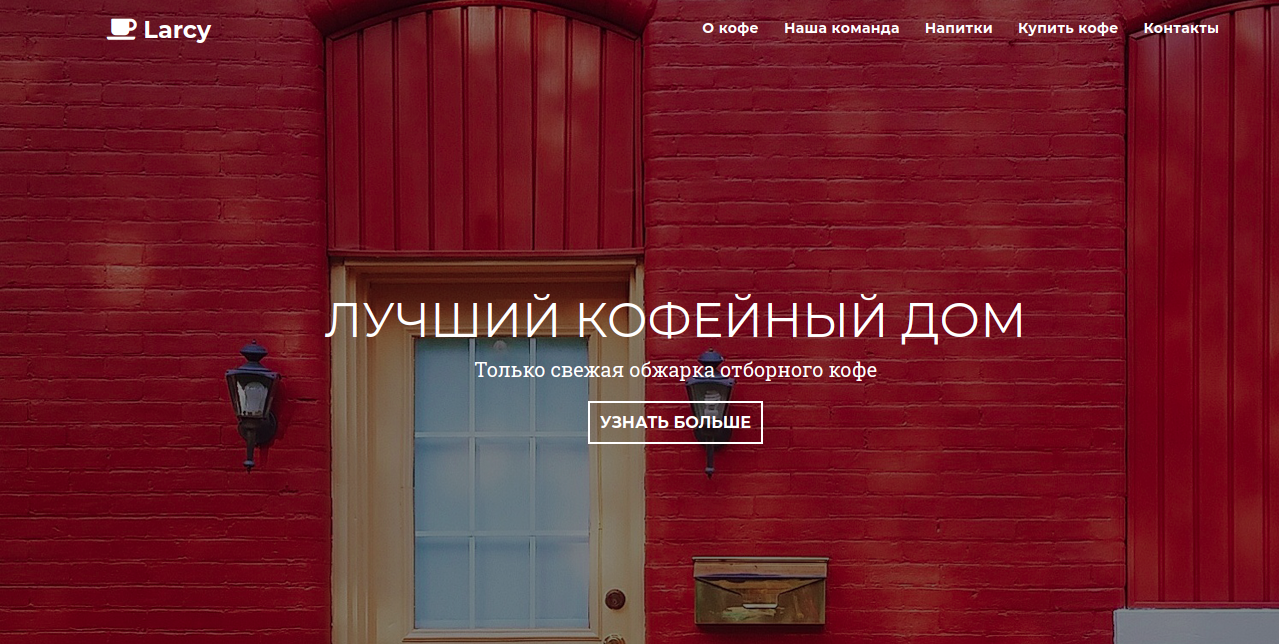 Larcy
О кофе Наша команда Напитки Купить кофе Контакты
ЛУЧШИЙ КОФЕЙНЫЙ ДОМ
Только свежая обжарка отборного кофе
УЗНАТЬ БОЛЬШЕ